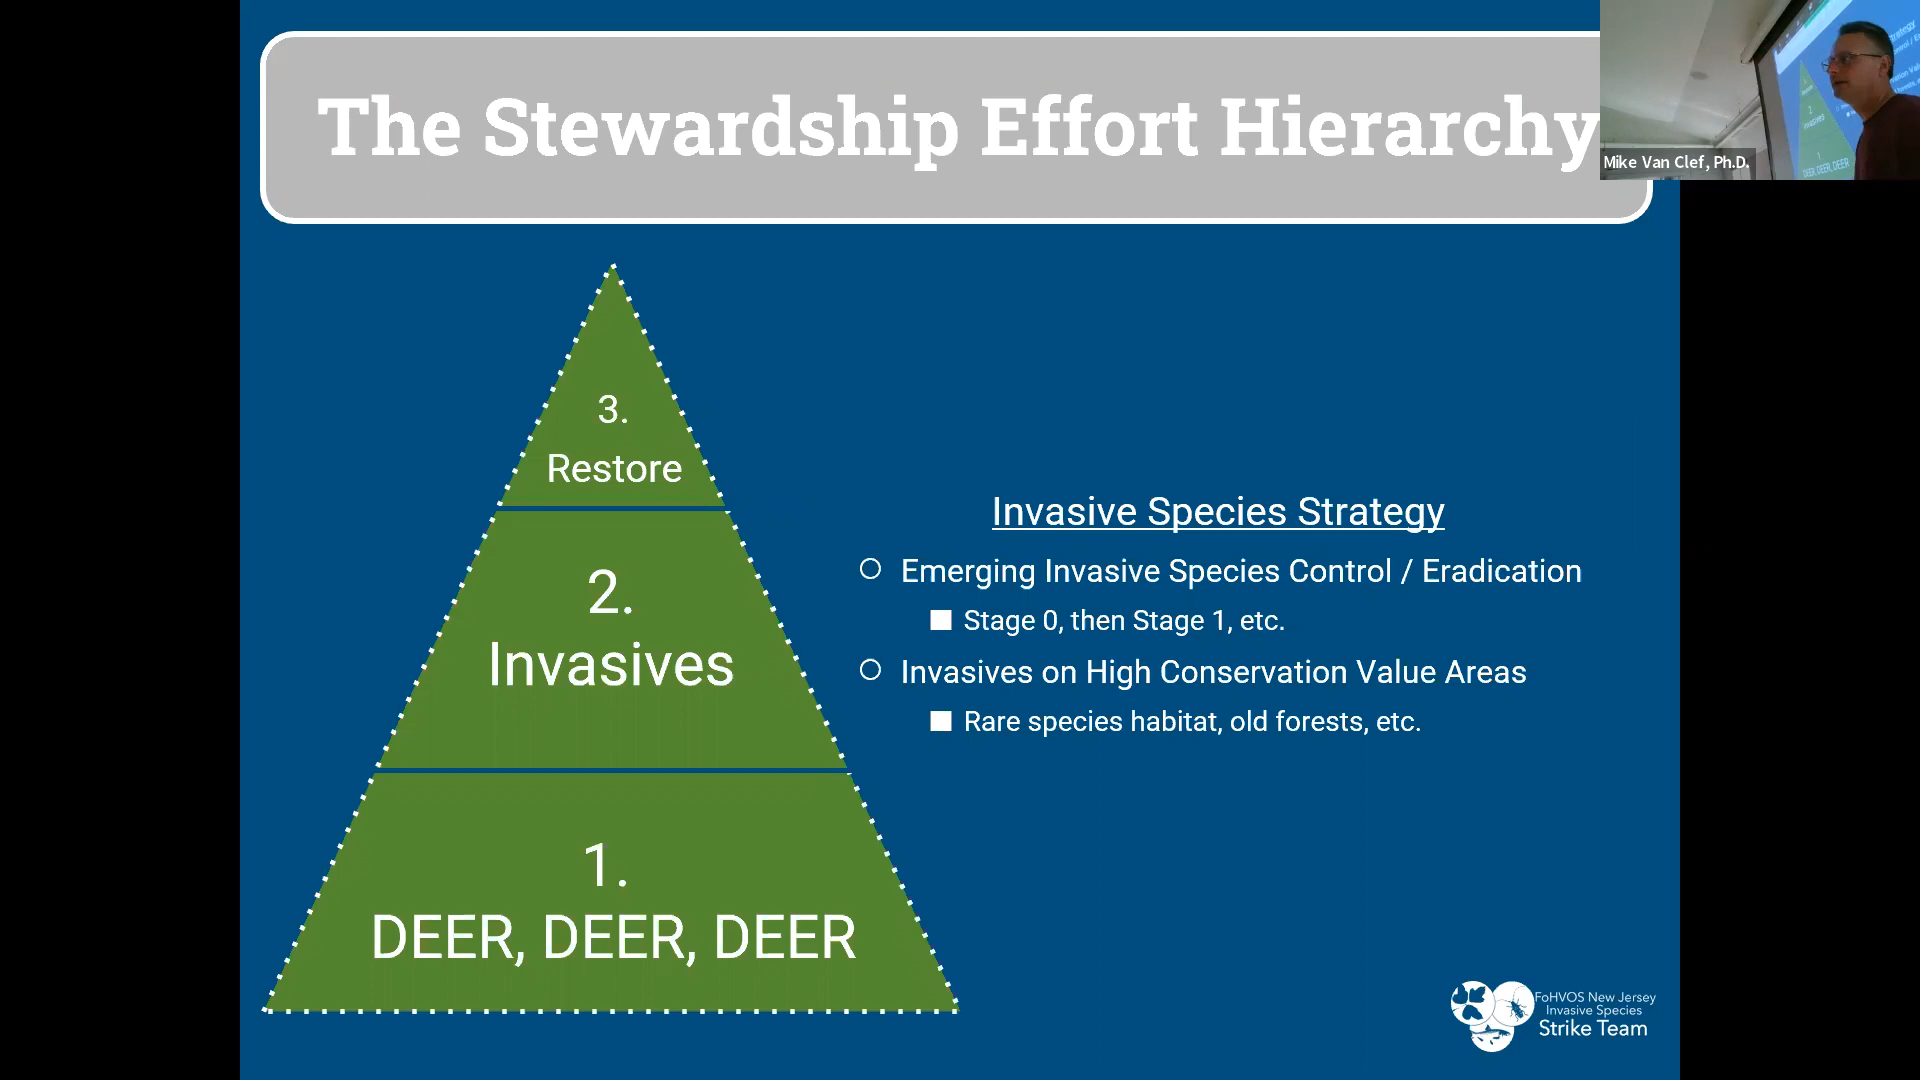 The Stewardship Effort Hierarchy
Mike Van Clef, Ph.D.
3.
Restore
2.
Invasives
1.
DEER, DEER, DEER
Invasive Species Strategy
Emerging Invasive Species Control / Eradication
Stage 0, then Stage 1, etc.
Invasives on High Conservation Value Areas
Rare species habitat, old forests, etc.
FoHVOS New Jersey
Invasive Species
Strike Team